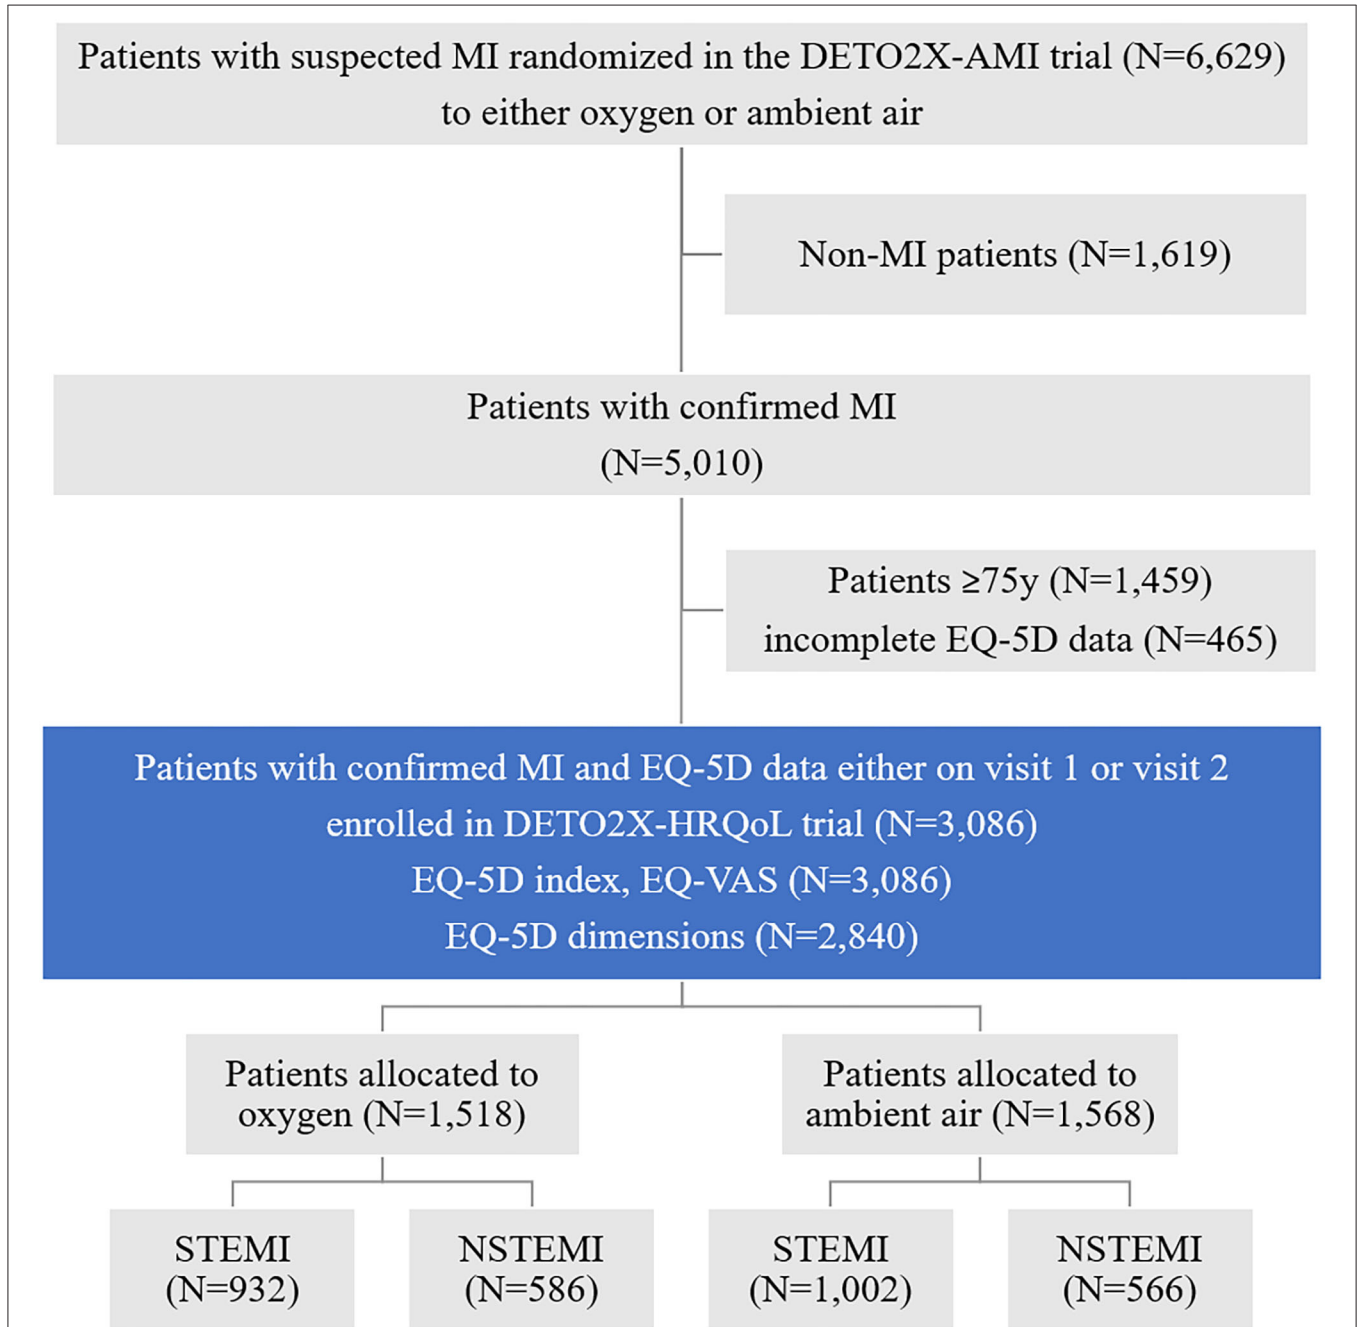 Patients with suspected MI randomized in the DETO2X-AMI trial (N=6,629)
to either oxygen or ambient air
Non-MI patients (N=1,619)
Patients with confirmed MI
(N=5,010)
Patients ≥75y (N=1,459)
incomplete EQ-5D data (N=465)
Patients with confirmed MI and EQ-5D data either on visit 1 or visit 2
enrolled in DETO2X-HRQoL trial (N=3,086)
EQ-5D index, EQ-VAS (N=3,086)
EQ-5D dimensions (N=2,840)
Patients allocated to
oxygen (N=1,518)
Patients allocated to
ambient air (N=1,568)
STEMI
(N=932)
NSTEMI
(N=586)
STEMI
(N=1,002)
NSTEMI
(N=566)